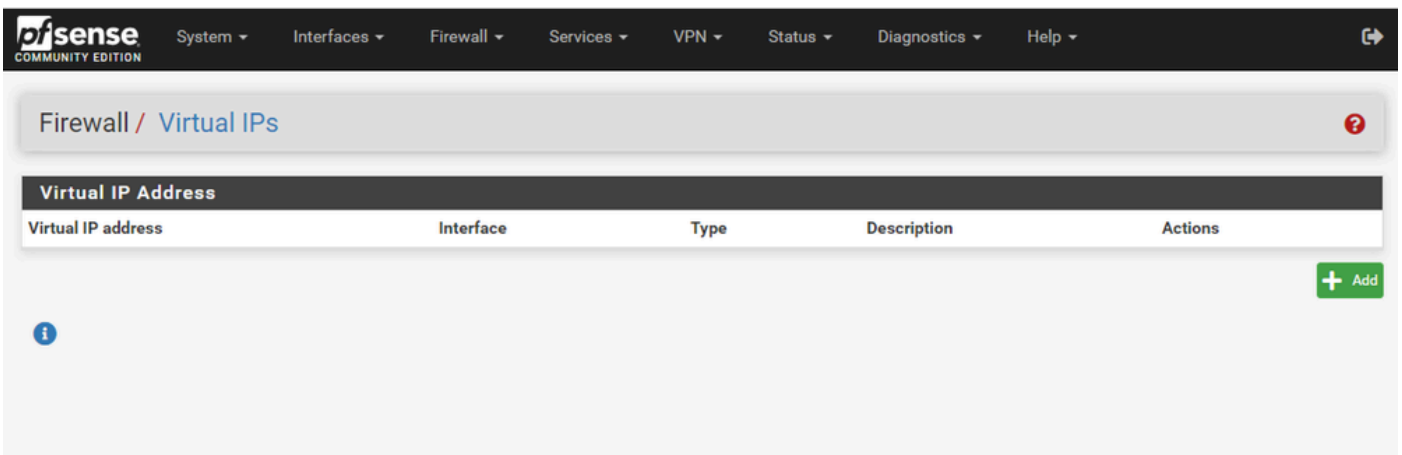 pfsense System Interfaces Firewall Services VPN Status Diagnostics Help
COMMUNITY EDITION
Firewall / Virtual IPs
Virtual IP Address
Virtual IP address Interface Type Description Actions
Add